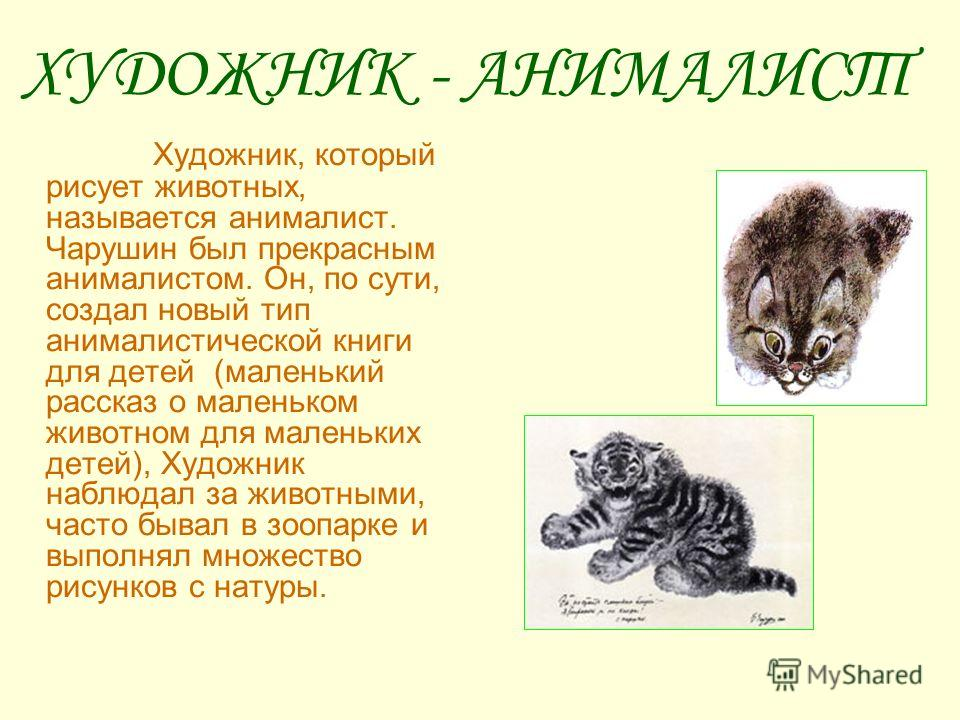 ХУДОЖНИК - АНИМАЛИСТ
Художник, который
рисует животных,
называется анималист.
Чарушин был прекрасным
анималистом. Он, по сути,
создал новый тип
анималистической книги
для детей (маленький
рассказ о маленьком
животном для маленьких
детей), Художник
наблюдал за животными,
часто бывал в зоопарке и
выполнял множество
рисунков с натуры.
MyShared